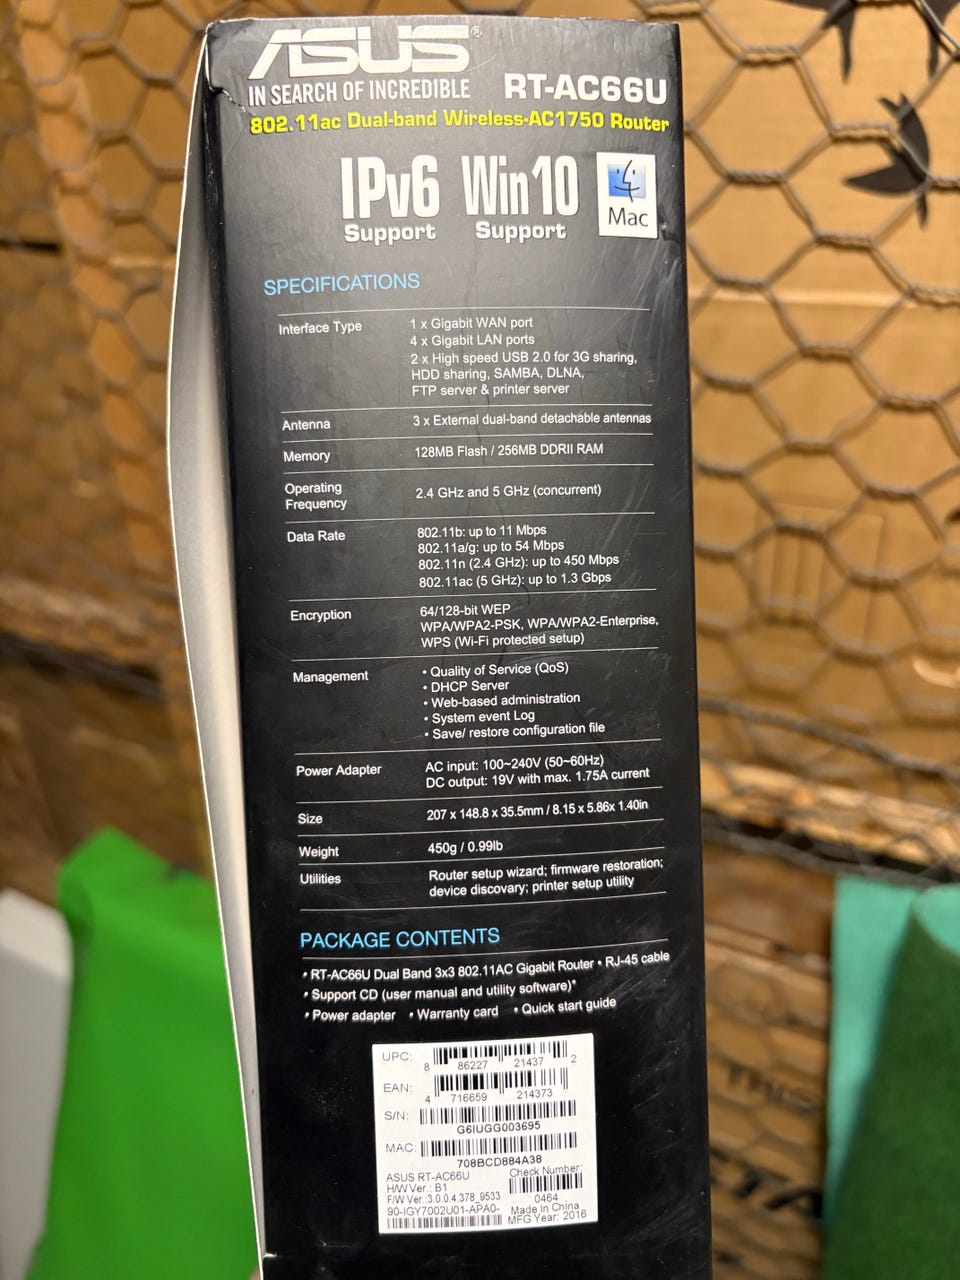 ASUS®
IN SEARCH OF INCREDIBLE
RT-AC66U
802.11ac Dual-band Wireless-AC1750 Router
IPv6 Support
Win10 Support
Mac
SPECIFICATIONS
Interface Type
1 x Gigabit WAN port
4 x Gigabit LAN ports
2 x High speed USB 2.0 for 3G sharing,
HDD sharing, SAMBA, DLNA,
FTP server & printer server
Antenna
3 x External dual-band detachable antennas
Memory
128MB Flash / 256MB DDRII RAM
Operating
Frequency
2.4 GHz and 5 GHz (concurrent)
Data Rate
802.11b: up to 11 Mbps
802.11a/g: up to 54 Mbps
802.11n (2.4 GHz): up to 450 Mbps
802.11ac (5 GHz): up to 1.3 Gbps
Encryption
64/128-bit WEP
WPA/WPA2-PSK, WPA/WPA2-Enterprise,
WPS (Wi-Fi protected setup)
Management
• Quality of Service (QoS)
• DHCP Server
• Web-based administration
• System event Log
• Save/ restore configuration file
Power Adapter
AC input: 100~240V (50~60Hz)
DC output: 19V with max. 1.75A current
Size
207 x 148.8 x 35.5mm / 8.15 x 5.86x 1.40in
Weight
450g / 0.99lb
Utilities
Router setup wizard; firmware restoration;
device discovary; printer setup utility
PACKAGE CONTENTS
• RT-AC66U Dual Band 3x3 802.11AC Gigabit Router • RJ-45 cable
• Support CD (user manual and utility software)*
• Power adapter • Warranty card • Quick start guide
UPC: 8 86227 21437 2
EAN: 4 716659 214373
S/N: G6IUGG003695
MAC: 708BCD884A38
ASUS RT-AC66U
H/W Ver.: B1
F/W Ver.:3.0.0.4.378_9533
90-IGY7002U01-APA0-
Check Number:
0464
Made In China
MFG Year: 2016
THIS